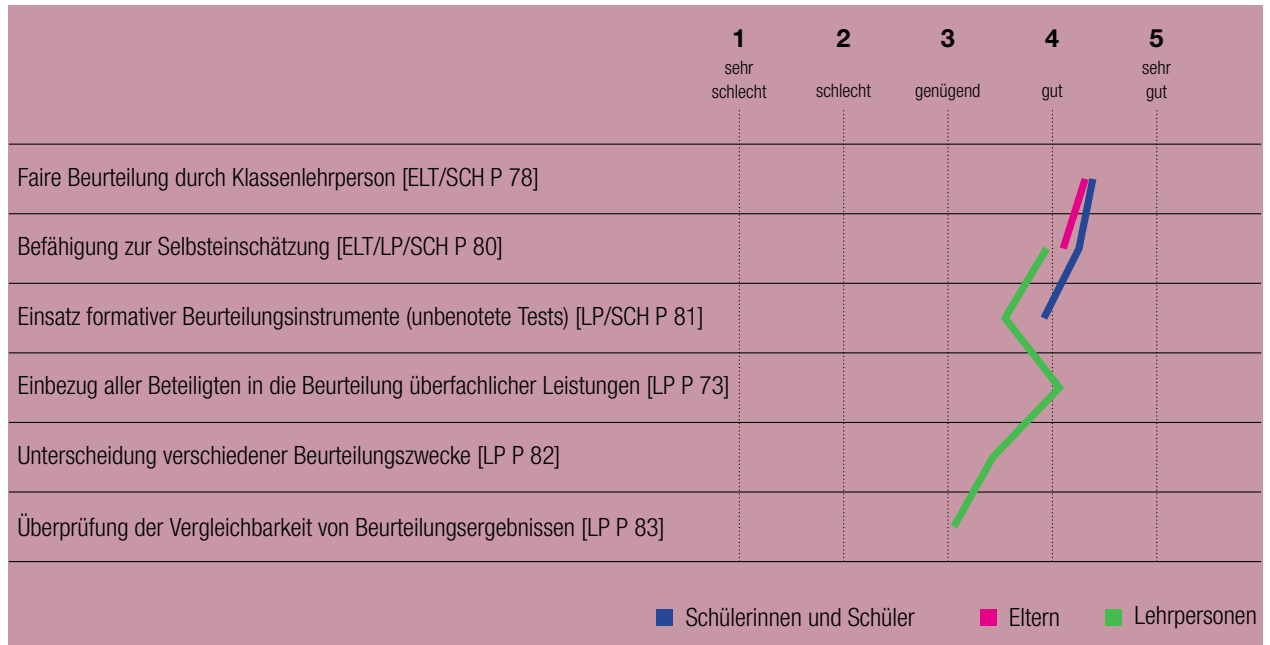 1 2 3 4 5
sehr schlecht schlecht genügend gut sehr gut
Faire Beurteilung durch Klassenlehrperson [ELT/SCH P 78]
Befähigung zur Selbsteinschätzung [ELT/LP/SCH P 80]
Einsatz formativer Beurteilungsinstrumente (unbenotete Tests) [LP/SCH P 81]
Einbezug aller Beteiligten in die Beurteilung überfachlicher Leistungen [LP P 73]
Unterscheidung verschiedener Beurteilungszwecke [LP P 82]
Überprüfung der Vergleichbarkeit von Beurteilungsergebnissen [LP P 83]
Schülerinnen und Schüler Eltern Lehrpersonen